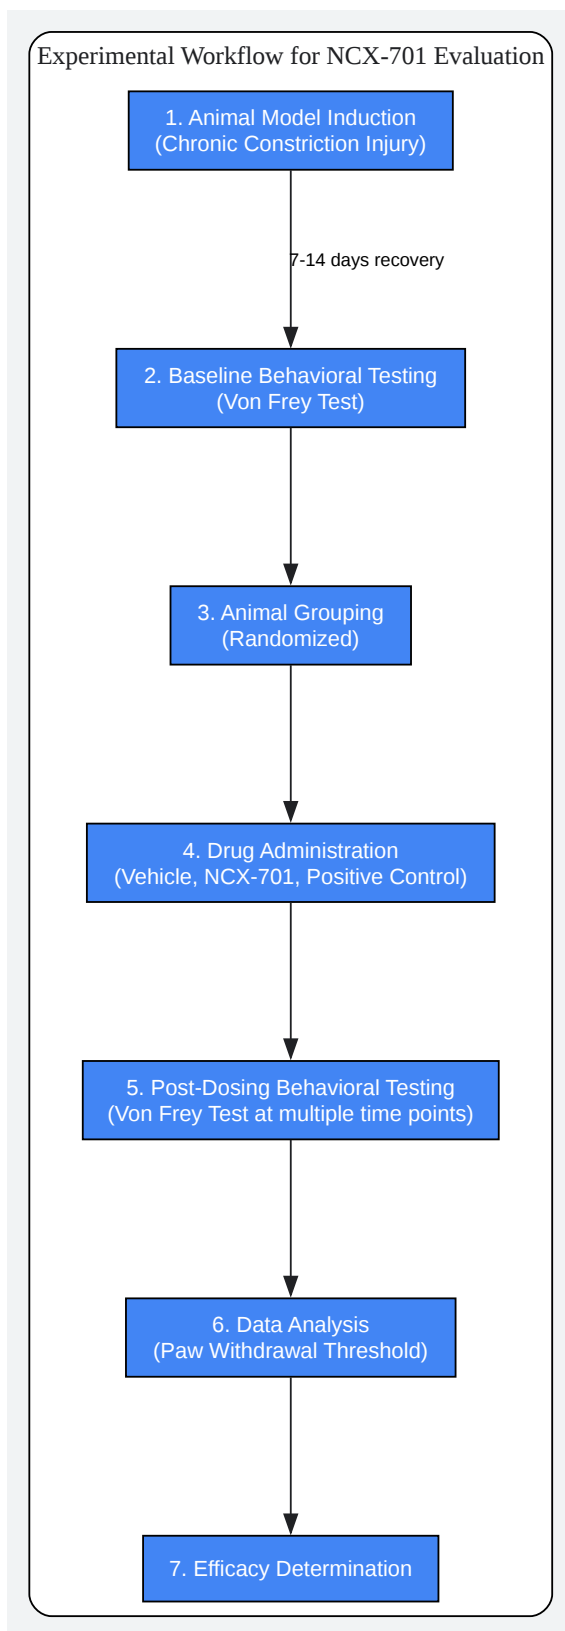 Experimental Workflow for NCX-701 Evaluation
1. Animal Model Induction
(Chronic Constriction Injury)
7-14 days recovery
2. Baseline Behavioral Testing
(Von Frey Test)
3. Animal Grouping
(Randomized)
4. Drug Administration
(Vehicle, NCX-701, Positive Control)
5. Post-Dosing Behavioral Testing
(Von Frey Test at multiple time points)
6. Data Analysis
(Paw Withdrawal Threshold)
7. Efficacy Determination